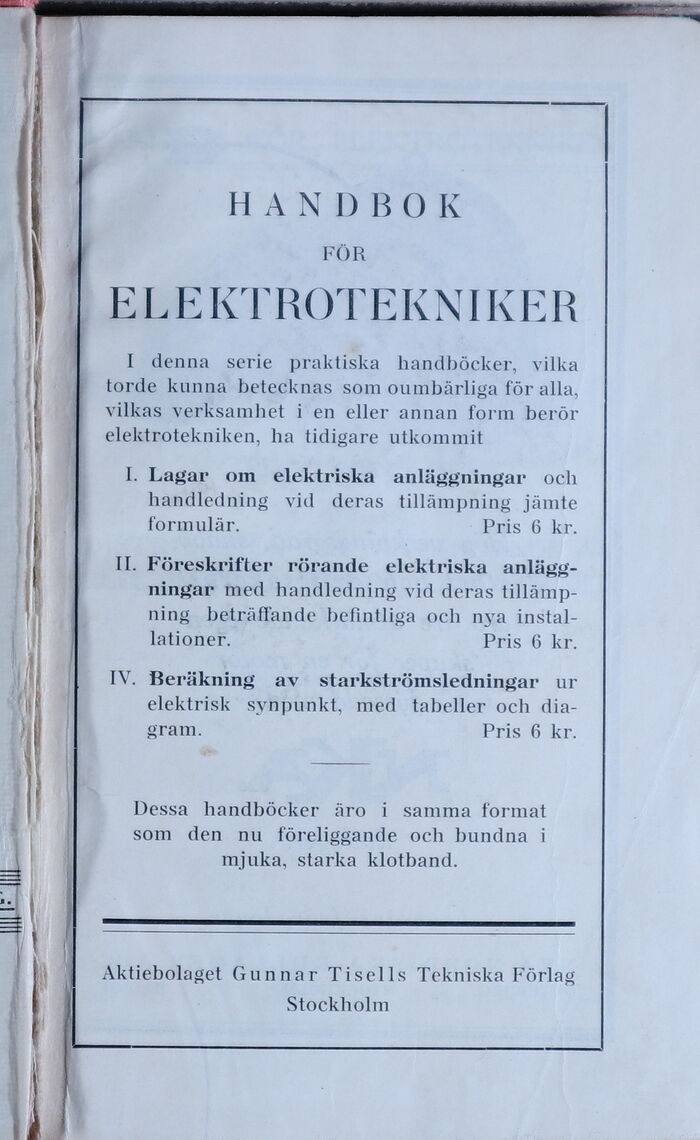 HANDBOK
FÖR
ELEKTROTEKNIKER
I denna serie praktiska handböcker, vilka
torde kunna betecknas som oumbärliga för alla,
vilkas verksamhet i en eller annan form berör
elektrotekniken, ha tidigare utkommit
I. Lagar om elektriska anläggningar och
handledning vid deras tillämpning jämte
formulär. Pris 6 kr.
II. Föreskrifter rörande elektriska anlägg-
ningar med handledning vid deras tillämp-
ning beträffande befintliga och nya instal-
lationer. Pris 6 kr.
IV. Beräkning av starkströmsledningar ur
elektrisk synpunkt, med tabeller och dia-
gram. Pris 6 kr.
Dessa handböcker äro i samma format
som den nu föreliggande och bundna i
mjuka, starka klotband.
Aktiebolaget Gunnar Tisells Tekniska Förlag
Stockholm